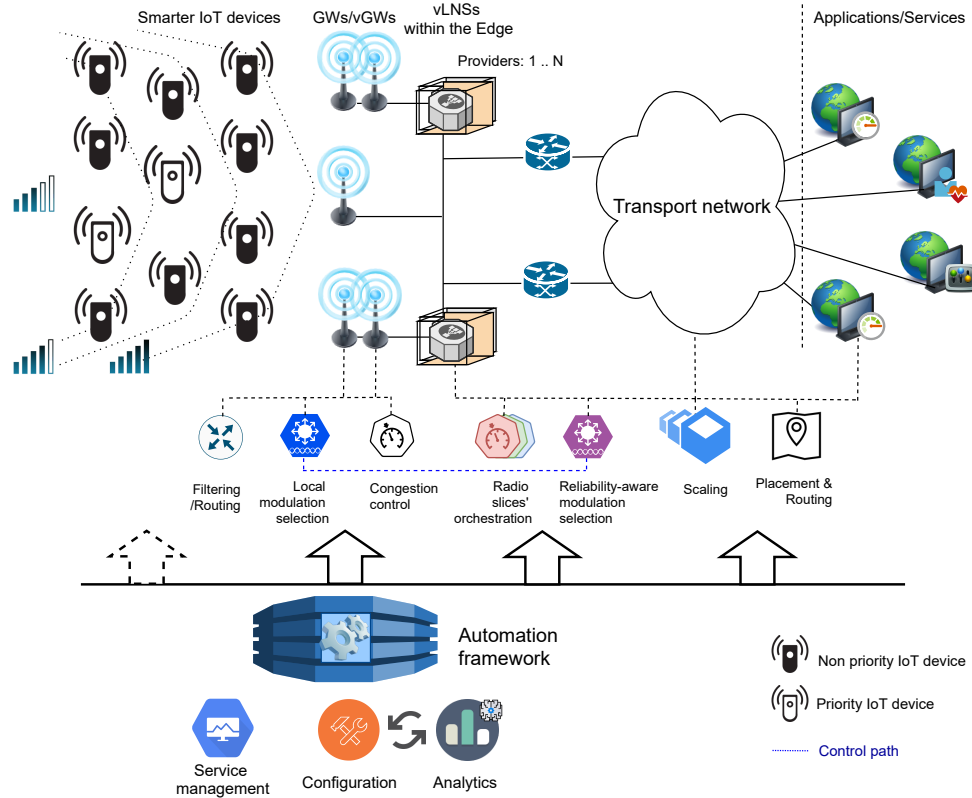 Smarter IoT devices
GWs/vGWs
vLNSs
within the Edge
Applications/Services
Providers: 1 .. N
Transport network
Filtering
/Routing
Local
modulation
selection)
Congestion
control
Radio
slices'
orchestration)
Reliability-aware
modulation
selection
Scaling
Placement &
Routing
Automation
framework
Non priority IoT device
Priority IoT device
Control path
Service
management
Configuration
Analytics